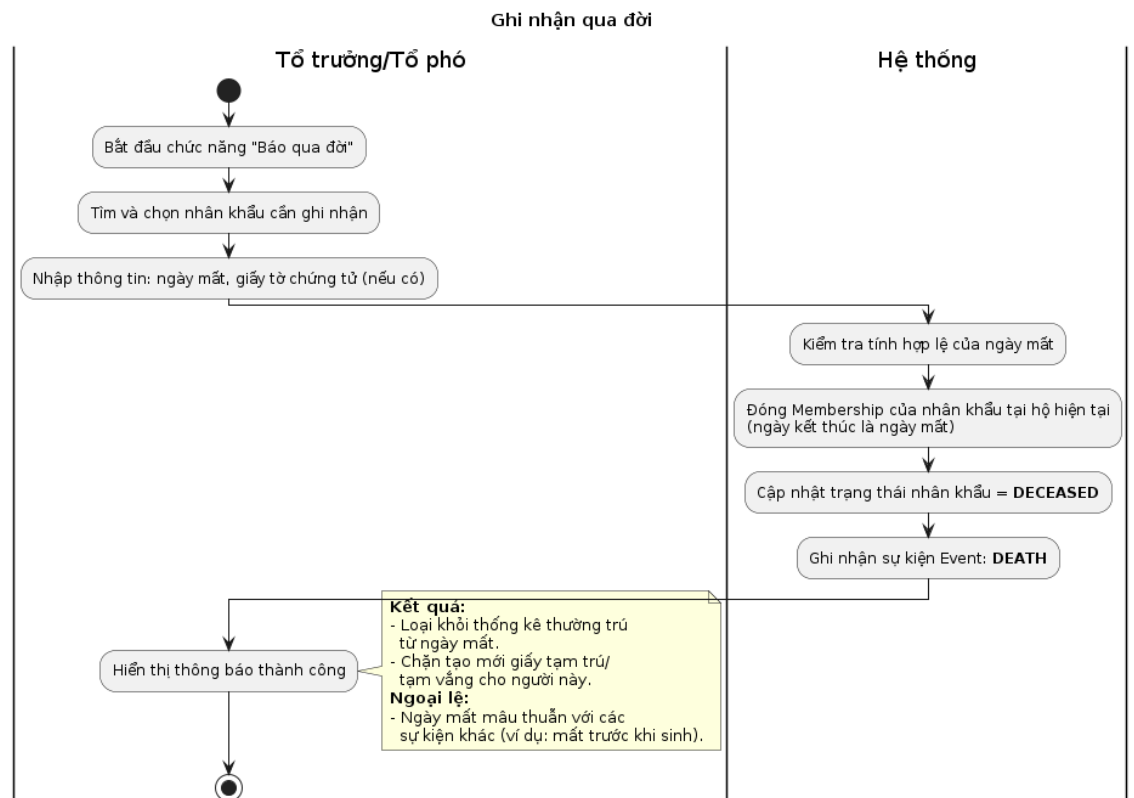 Ghi nhận qua đời
Tổ trưởng/Tổ phó
Hệ thống
Bắt đầu chức năng "Báo qua đời"
Tìm và chọn nhân khẩu cần ghi nhận
Nhập thông tin: ngày mất, giấy tờ chứng tử (nếu có)
Kiểm tra tính hợp lệ của ngày mất
Đóng Membership của nhân khẩu tại hộ hiện tại
(ngày kết thúc là ngày mất)
Cập nhật trạng thái nhân khẩu = DECEASED
Ghi nhận sự kiện Event: DEATH
Hiển thị thông báo thành công
Kết quả:
- Loại khỏi thống kê thường trú
từ ngày mất.
- Chặn tạo mới giấy tạm trú/
tạm vắng cho người này.
Ngoại lệ:
- Ngày mất mâu thuẫn với các
sự kiện khác (ví dụ: mất trước khi sinh).